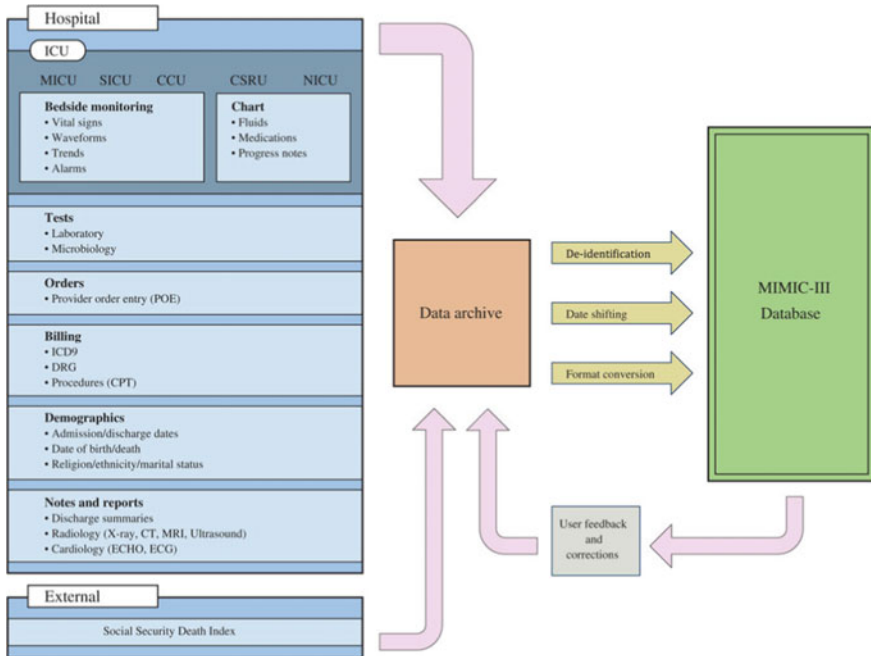 Hospital
ICU
MICU SICU CCU CSRU NICU
Bedside monitoring
• Vital signs
• Waveforms
• Trends
• Alarms
Chart
• Fluids
• Medications
• Progress notes
Tests
• Laboratory
• Microbiology
Orders
• Provider order entry (POE)
Billing
• ICD9
• DRG
• Procedures (CPT)
Demographics
• Admission/discharge dates
• Date of birth/death
• Religion/ethnicity/marital status
Notes and reports
• Discharge summaries
• Radiology (X-ray, CT, MRI, Ultrasound)
• Cardiology (ECHO, ECG)
External
Social Security Death Index
Data archive
De-identification
Date shifting
Format conversion
MIMIC-III
Database
User feedback
and
corrections